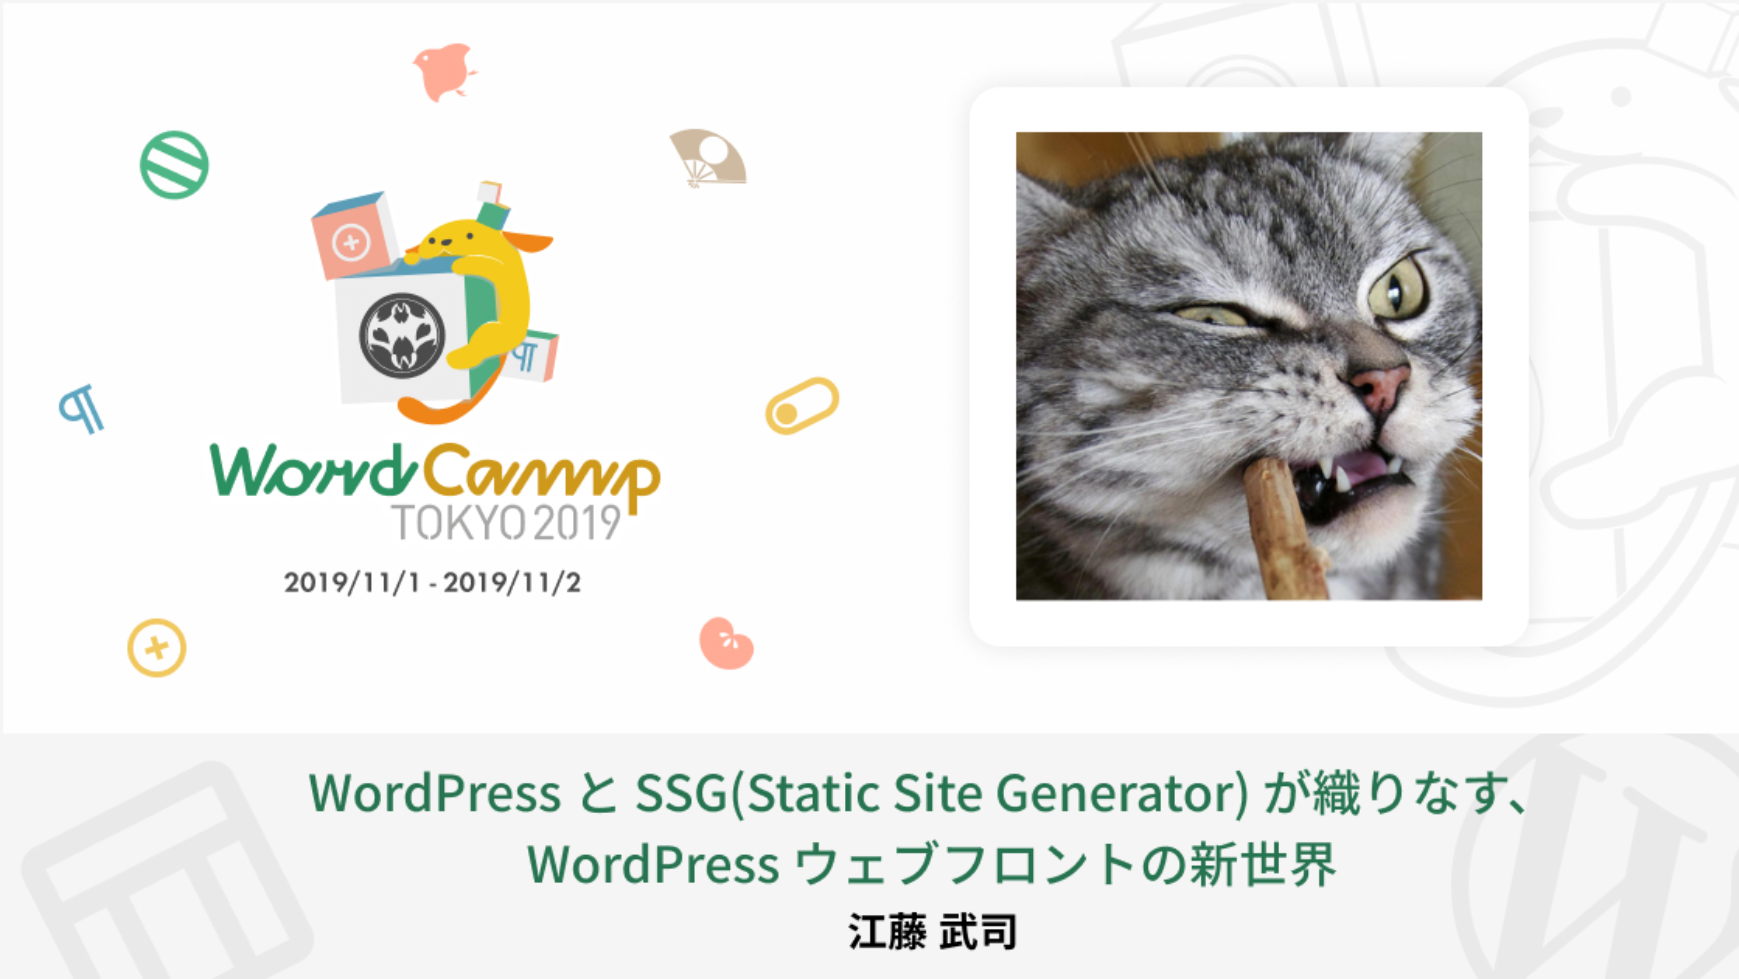 WordCamp
TOKYO 2019
2019/11/1 - 2019/11/2
WordPress と SSG(Static Site Generator) が織りなす、
WordPress ウェブフロントの新世界
江藤 武司